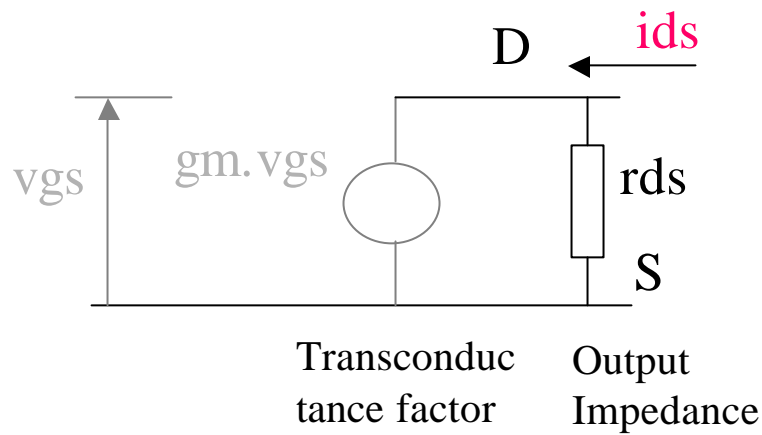 ids
D
gm.vgs
vgs
rds
S
Transconduc
tance factor
Output
Impedance